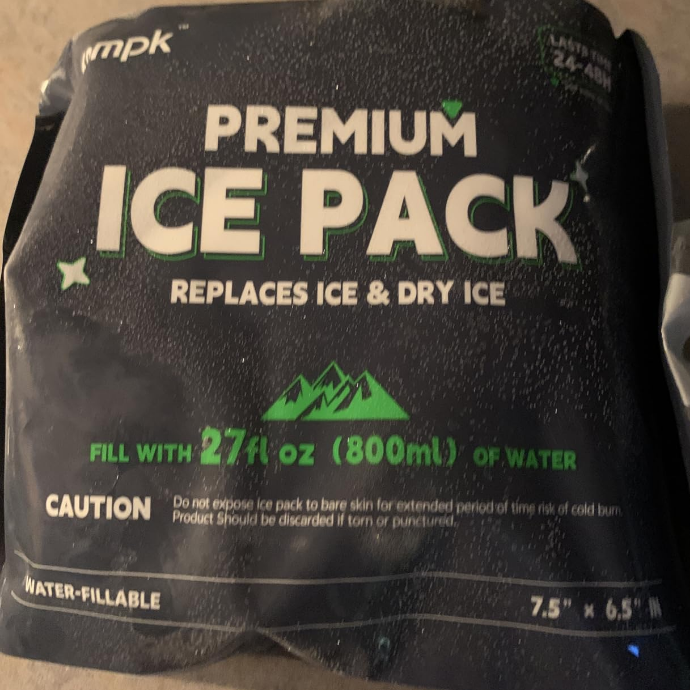 mpk™
LASTS
24-48H
PREMIUM
ICE PACK
REPLACES ICE & DRY ICE
FILL WITH 27fl oz (800ml) OF WATER
CAUTION
Do not expose ice pack to bare skin for extended period of time risk of cold burn.
Product Should be discarded if torn or punctured.
WATER-FILLABLE
7.5" x 6.5" IN